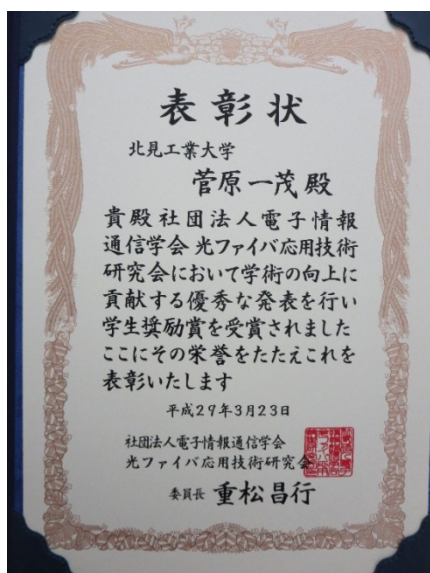 表彰状
北見工業大学
菅原一茂殿
貴殿社団法人電子情報
通信学会 光ファイバ応用技術
研究会において学術の向上に
貢献する優秀な発表を行い
学生奨励賞を受賞されました
ここにその栄誉をたたえこれを
表彰いたします
平成29年3月23日
社団法人電子情報通信学会
光ファイバ応用技術研究会
委員長 重松昌行